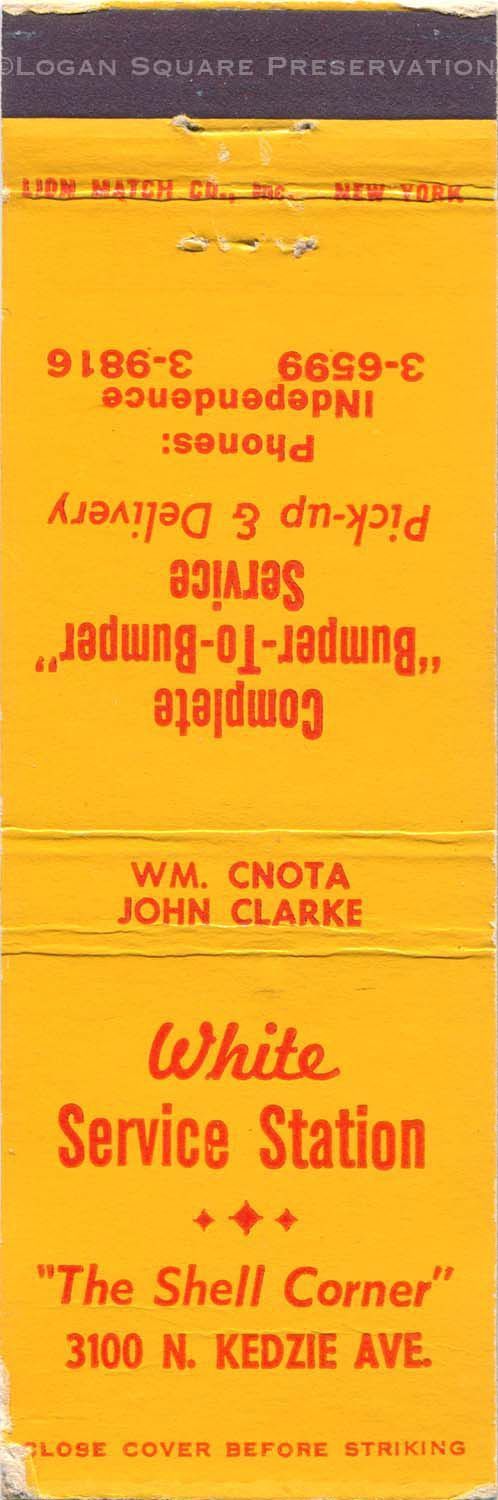 ©LOGAN SQUARE PRESERVATION
LION MATCH CO., INC. NEW YORK
Complete
"Bumper-To-Bumper"
Service
Pick-up & Delivery
Phones:
INdependence
3-6599 3-9816
WM. CNOTA
JOHN CLARKE
White
Service Station
"The Shell Corner"
3100 N. KEDZIE AVE.
CLOSE COVER BEFORE STRIKING